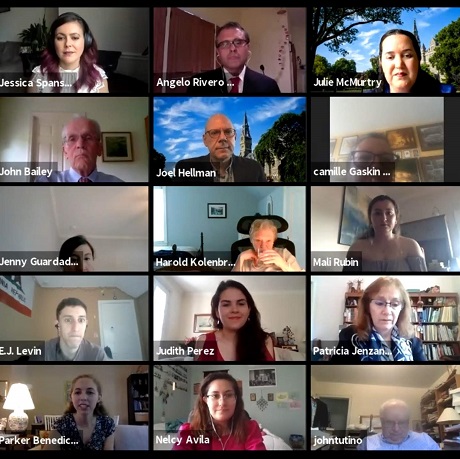 Jessica Spans...
Angelo Rivero ...
Julie McMurtry
John Bailey
Joel Hellman
camille Gaskin ...
Jenny Guardad...
Harold Kolenbr...
Mali Rubin
E.J. Levin
Judith Perez
Patricia Jenzan...
Parker Benedic...
Nelcy Avila
johntutino